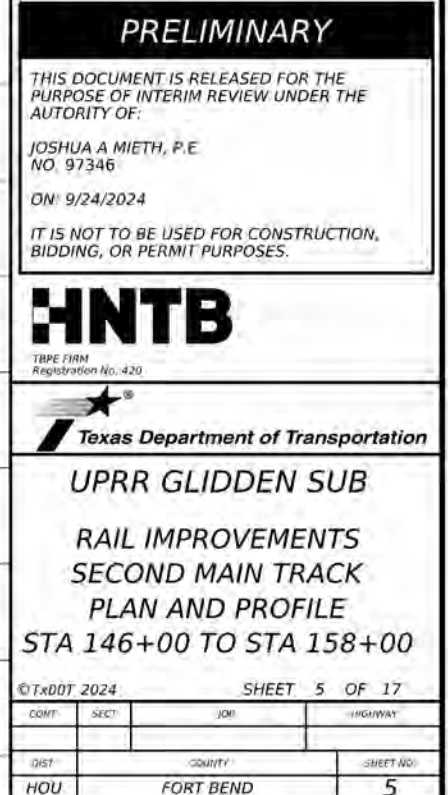 PRELIMINARY
THIS DOCUMENT IS RELEASED FOR THE
PURPOSE OF INTERIM REVIEW UNDER THE
AUTORITY OF:
JOSHUA A MIETH, P.E
NO. 97346
ON: 9/24/2024
IT IS NOT TO BE USED FOR CONSTRUCTION,
BIDDING, OR PERMIT PURPOSES.
HNTB
TBPE FIRM
Registration No. 420
®
Texas Department of Transportation
UPRR GLIDDEN SUB
RAIL IMPROVEMENTS
SECOND MAIN TRACK
PLAN AND PROFILE
STA 146+00 TO STA 158+00
©TxDOT 2024 SHEET 5 OF 17
CONT SECT JOB HIGHWAY
DIST COUNTY SHEET NO.
HOU FORT BEND 5